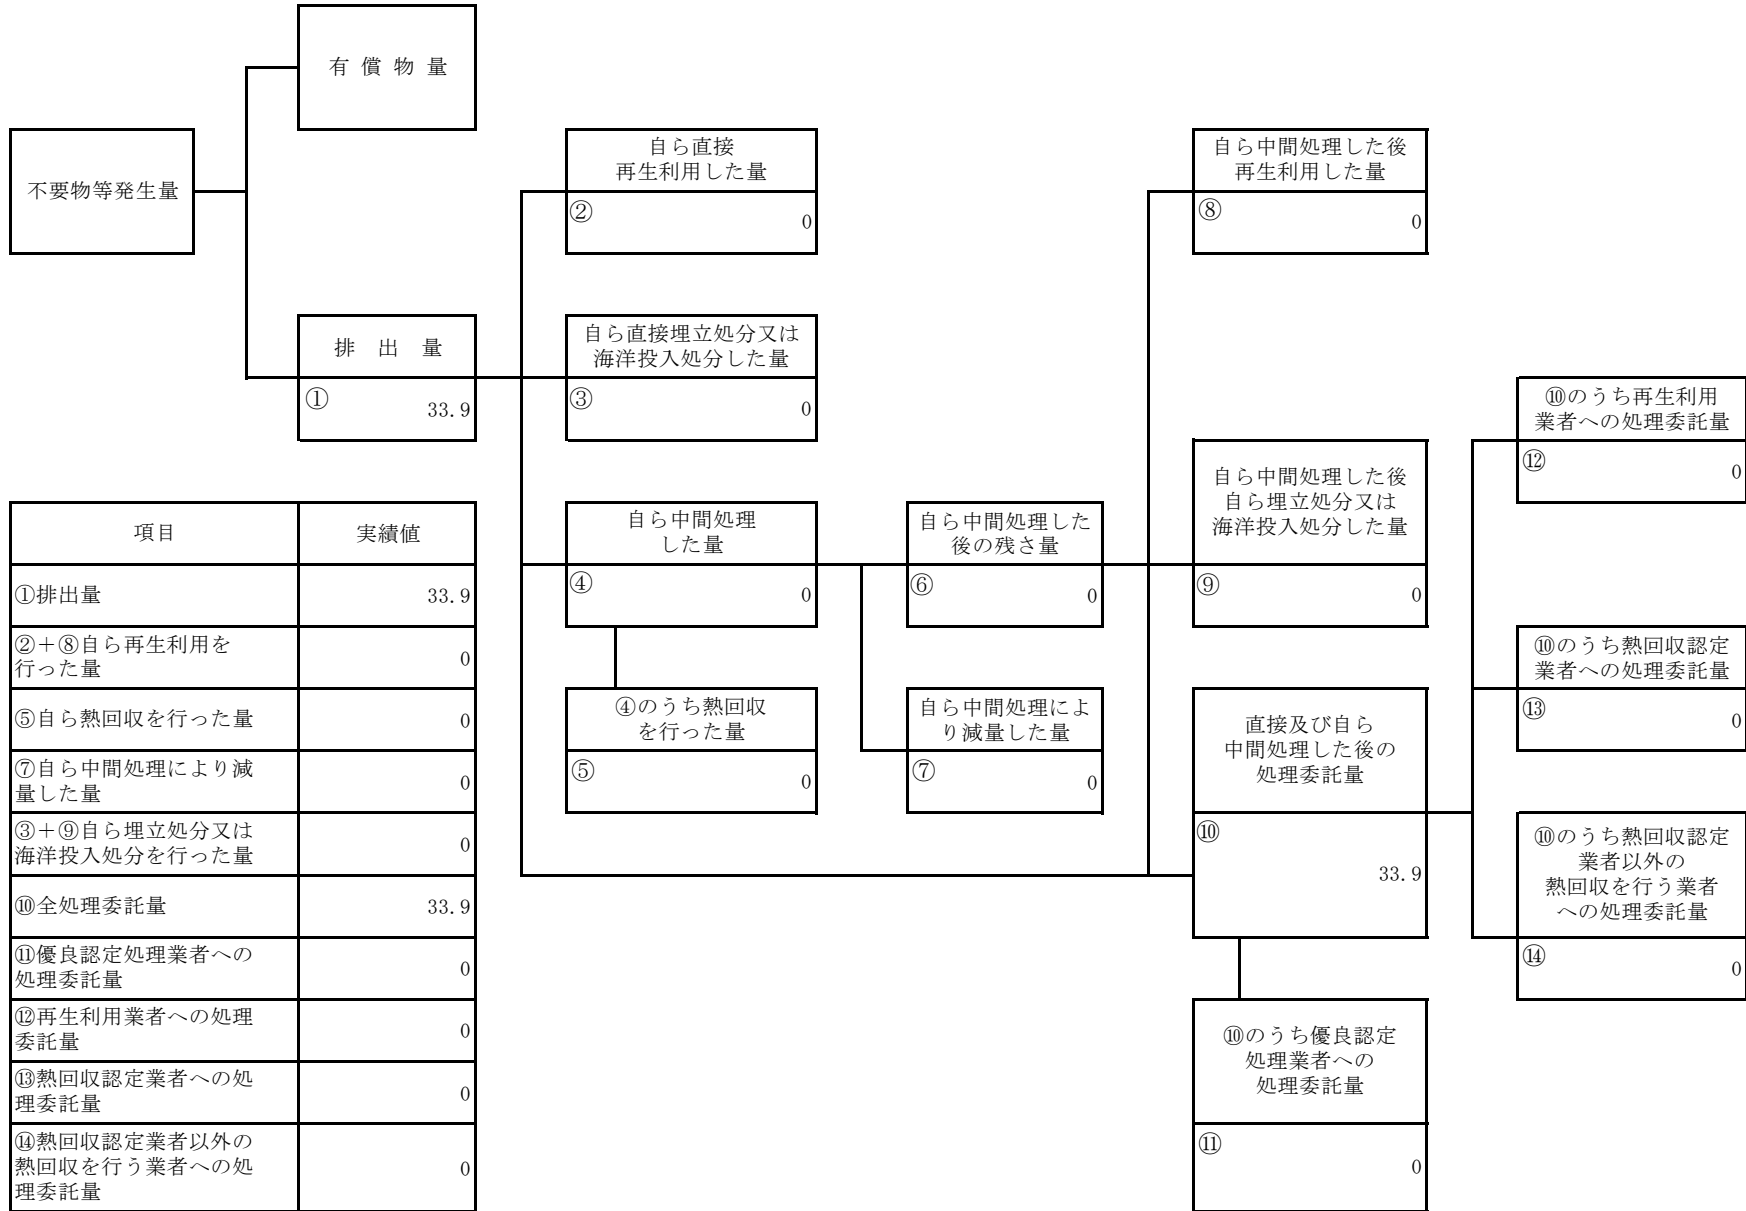 有 償 物 量
不要物等発生量
自ら直接
再生利用した量
②
0
自ら中間処理した後
再生利用した量
⑧
0
排 出 量
①
33.9
自ら直接埋立処分又は
海洋投入処分した量
③
0
⑩のうち再生利用
業者への処理委託量
⑫
0
自ら中間処理
した量
④
0
自ら中間処理した
後の残さ量
⑥
0
自ら中間処理した後
自ら埋立処分又は
海洋投入処分した量
⑨
0
⑩のうち熱回収認定
業者への処理委託量
⑬
0
④のうち熱回収
を行った量
⑤
0
自ら中間処理によ
り減量した量
⑦
0
直接及び自ら
中間処理した後の
処理委託量
⑩
33.9
⑩のうち熱回収認定
業者以外の
熱回収を行う業者
への処理委託量
⑭
0
⑩のうち優良認定
処理業者への
処理委託量
⑪
0
項目 実績値
①排出量 33.9
②+⑧自ら再生利用を
行った量 0
⑤自ら熱回収を行った量 0
⑦自ら中間処理により減
量した量 0
③+⑨自ら埋立処分又は
海洋投入処分を行った量 0
⑩全処理委託量 33.9
⑪優良認定処理業者への
処理委託量 0
⑫再生利用業者への処理
委託量 0
⑬熱回収認定業者への処
理委託量 0
⑭熱回収認定業者以外の
熱回収を行う業者への処
理委託量 0